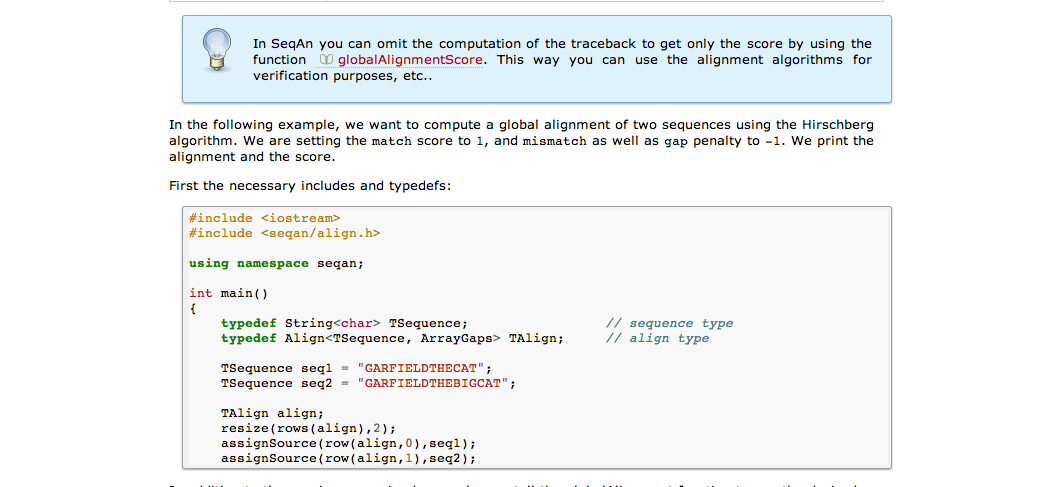 In SeqAn you can omit the computation of the traceback to get only the score by using the
function globalAlignmentScore. This way you can use the alignment algorithms for
verification purposes, etc..
In the following example, we want to compute a global alignment of two sequences using the Hirschberg
algorithm. We are setting the match score to 1, and mismatch as well as gap penalty to -1. We print the
alignment and the score.
First the necessary includes and typedefs:
#include <iostream>
#include <seqan/align.h>
using namespace seqan;
int main()
{
typedef String<char> TSequence; // sequence type
typedef Align<TSequence, ArrayGaps> TAlign; // align type
TSequence seq1 = "GARFIELDTHECAT";
TSequence seq2 = "GARFIELDTHEBIGCAT";
TAlign align;
resize(rows(align),2);
assignSource(row(align,0),seq1);
assignSource(row(align,1),seq2);